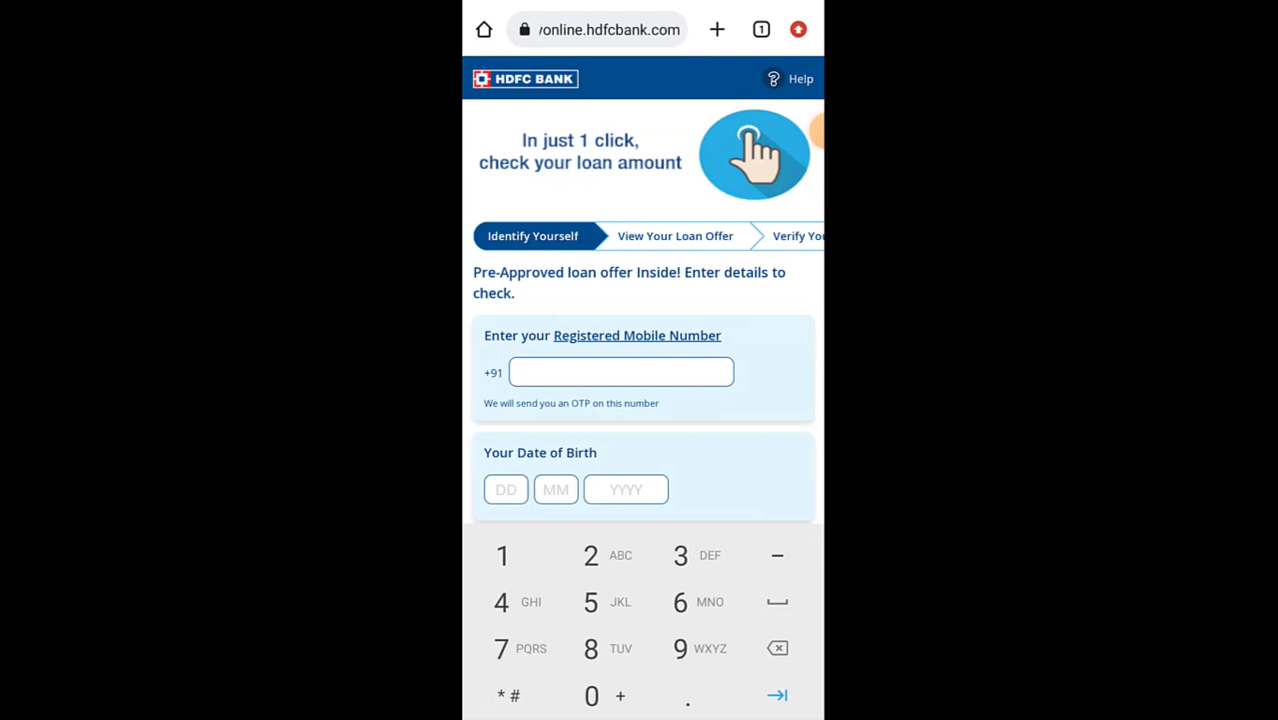 /online.hdfcbank.com
1
HDFC BANK
Help
In just 1 click,
check your loan amount
Identify Yourself
View Your Loan Offer
Verify You
Pre-Approved loan offer Inside! Enter details to
check.
Enter your Registered Mobile Number
+91
We will send you an OTP on this number
Your Date of Birth
DD MM YYYY
1 2 ABC 3 DEF –
4 GHI 5 JKL 6 MNO
7 PQRS 8 TUV 9 WXYZ
* # 0 + .